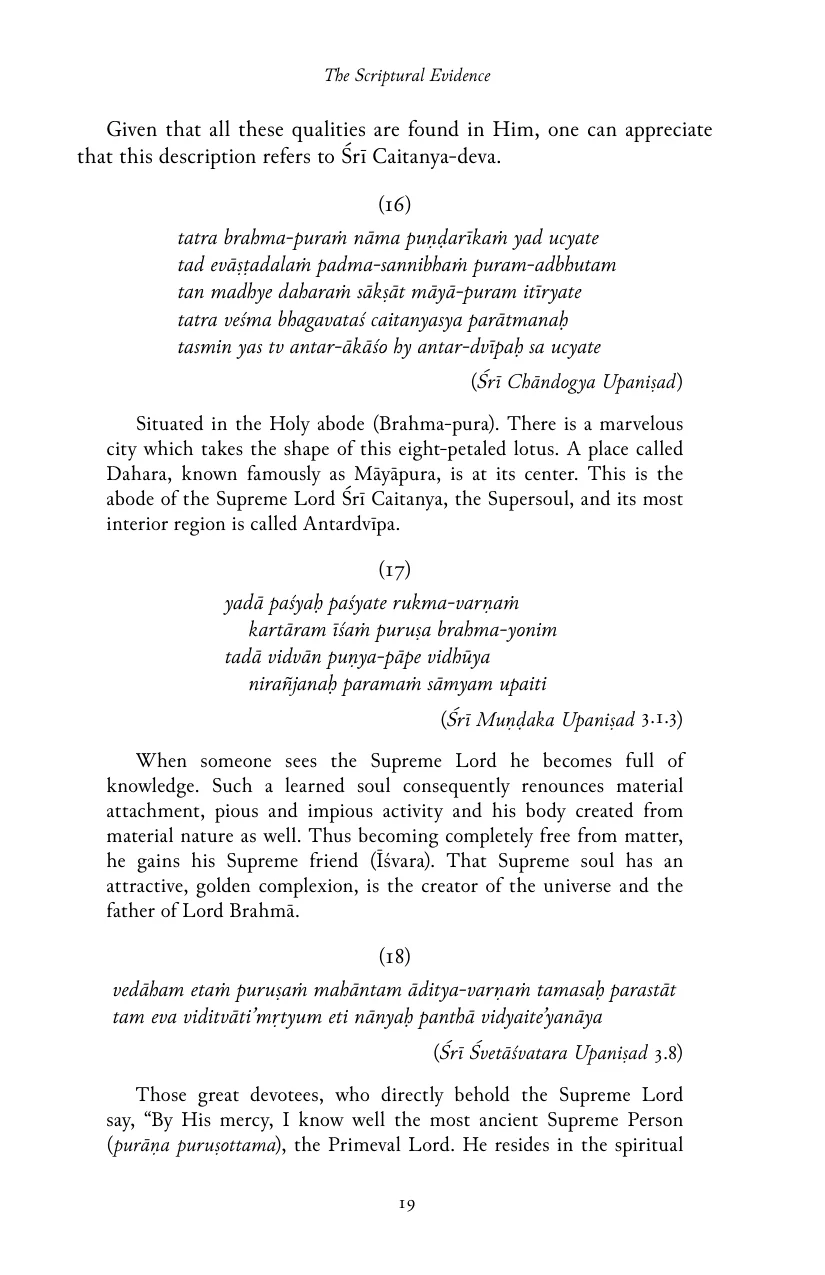 The Scriptural Evidence
Given that all these qualities are found in Him, one can appreciate
that this description refers to Śrī Caitanya-deva.
(16)
tatra brahma-puraṁ nāma puṇḍarīkaṁ yad ucyate
tad evāṣṭadalaṁ padma-sannibhaṁ puram-adbhutam
tan madhye daharaṁ sākṣāt māyā-puram itīryate
tatra veśma bhagavataś caitanyasya parātmanaḥ
tasmin yas tv antar-ākāśo hy antar-dvīpaḥ sa ucyate
(Śrī Chāndogya Upaniṣad)
Situated in the Holy abode (Brahma-pura). There is a marvelous
city which takes the shape of this eight-petaled lotus. A place called
Dahara, known famously as Māyāpura, is at its center. This is the
abode of the Supreme Lord Śrī Caitanya, the Supersoul, and its most
interior region is called Antardvīpa.
(17)
yadā paśyaḥ paśyate rukma-varṇaṁ
kartāram īśaṁ puruṣa brahma-yonim
tadā vidvān puṇya-pāpe vidhūya
nirañjanaḥ paramaṁ sāmyam upaiti
(Śrī Muṇḍaka Upaniṣad 3.1.3)
When someone sees the Supreme Lord he becomes full of
knowledge. Such a learned soul consequently renounces material
attachment, pious and impious activity and his body created from
material nature as well. Thus becoming completely free from matter,
he gains his Supreme friend (Īśvara). That Supreme soul has an
attractive, golden complexion, is the creator of the universe and the
father of Lord Brahmā.
(18)
vedāham etaṁ puruṣaṁ mahāntam āditya-varṇaṁ tamasaḥ parastāt
tam eva viditvāti’mṛtyum eti nānyaḥ panthā vidyaite’yanāya
(Śrī Śvetāśvatara Upaniṣad 3.8)
Those great devotees, who directly behold the Supreme Lord
say, “By His mercy, I know well the most ancient Supreme Person
(purāṇa puruṣottama), the Primeval Lord. He resides in the spiritual
19